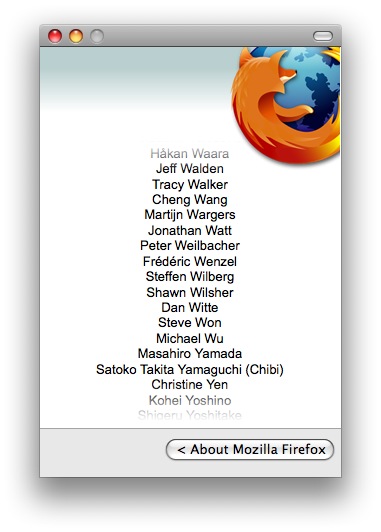 Håkan Waara
Jeff Walden
Tracy Walker
Cheng Wang
Martijn Wargers
Jonathan Watt
Peter Weilbacher
Frédéric Wenzel
Steffen Wilberg
Shawn Wilsher
Dan Witte
Steve Won
Michael Wu
Masahiro Yamada
Satoko Takita Yamaguchi (Chibi)
Christine Yen
Kohei Yoshino
Shigeru Yoshitake
< About Mozilla Firefox